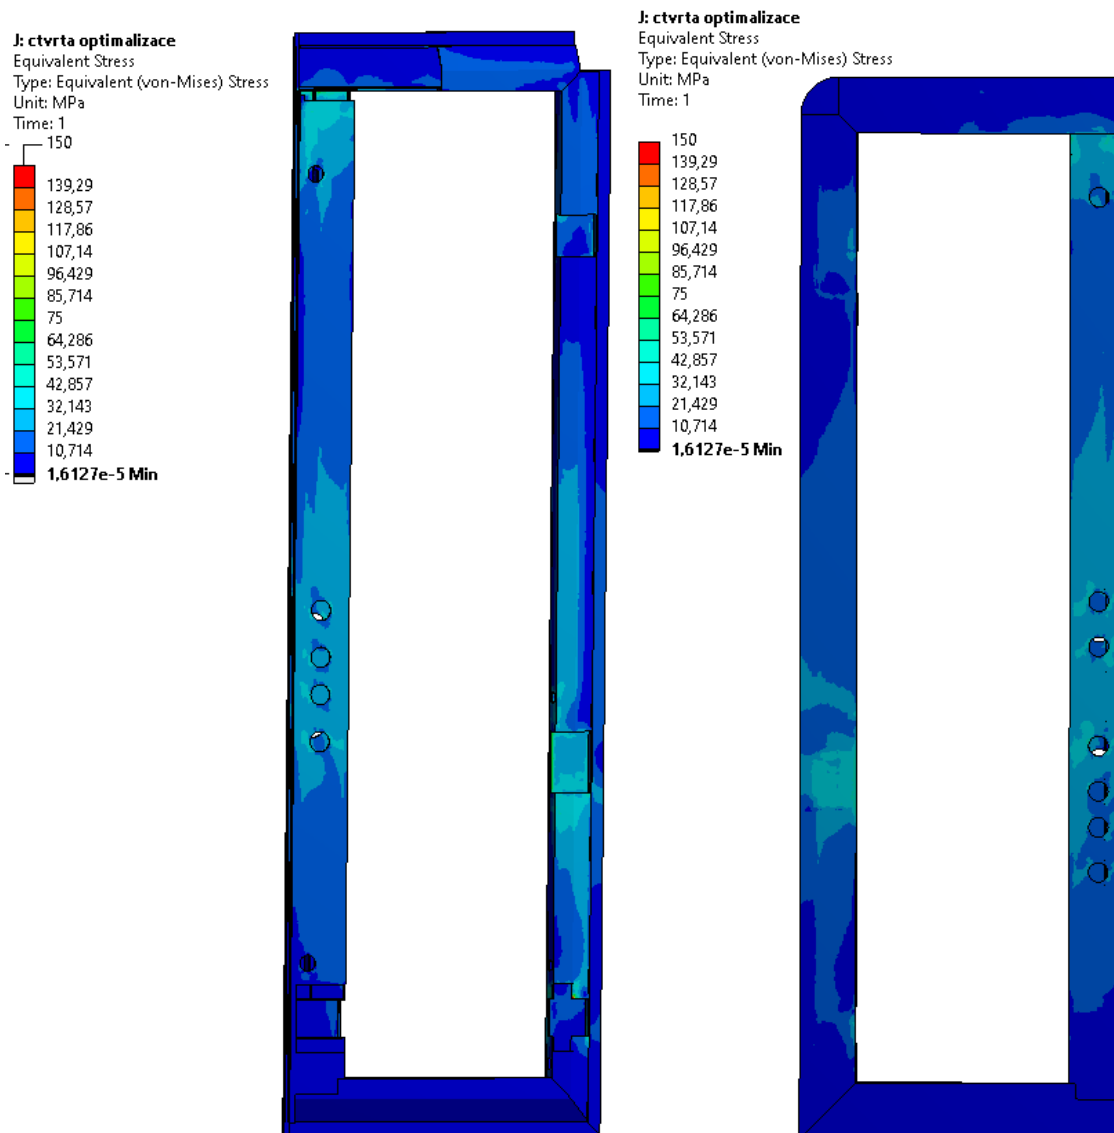 J: ctvrta optimalizace
Equivalent Stress
Type: Equivalent (von-Mises) Stress
Unit: MPa
Time: 1
150
139,29
128,57
117,86
107,14
96,429
85,714
75
64,286
53,571
42,857
32,143
21,429
10,714
1,6127e-5 Min
J: ctvrta optimalizace
Equivalent Stress
Type: Equivalent (von-Mises) Stress
Unit: MPa
Time: 1
150
139,29
128,57
117,86
107,14
96,429
85,714
75
64,286
53,571
42,857
32,143
21,429
10,714
1,6127e-5 Min